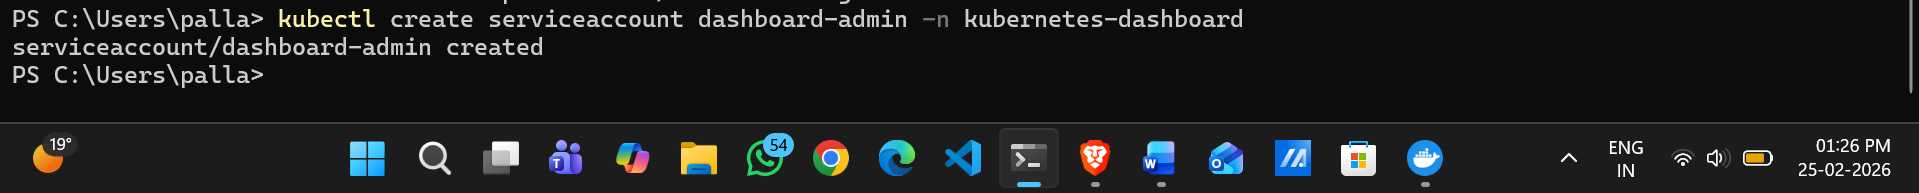 PS C:\Users\palla> kubectl create serviceaccount dashboard-admin -n kubernetes-dashboard
serviceaccount/dashboard-admin created
PS C:\Users\palla>
19°
54
ENG
IN
01:26 PM
25-02-2026